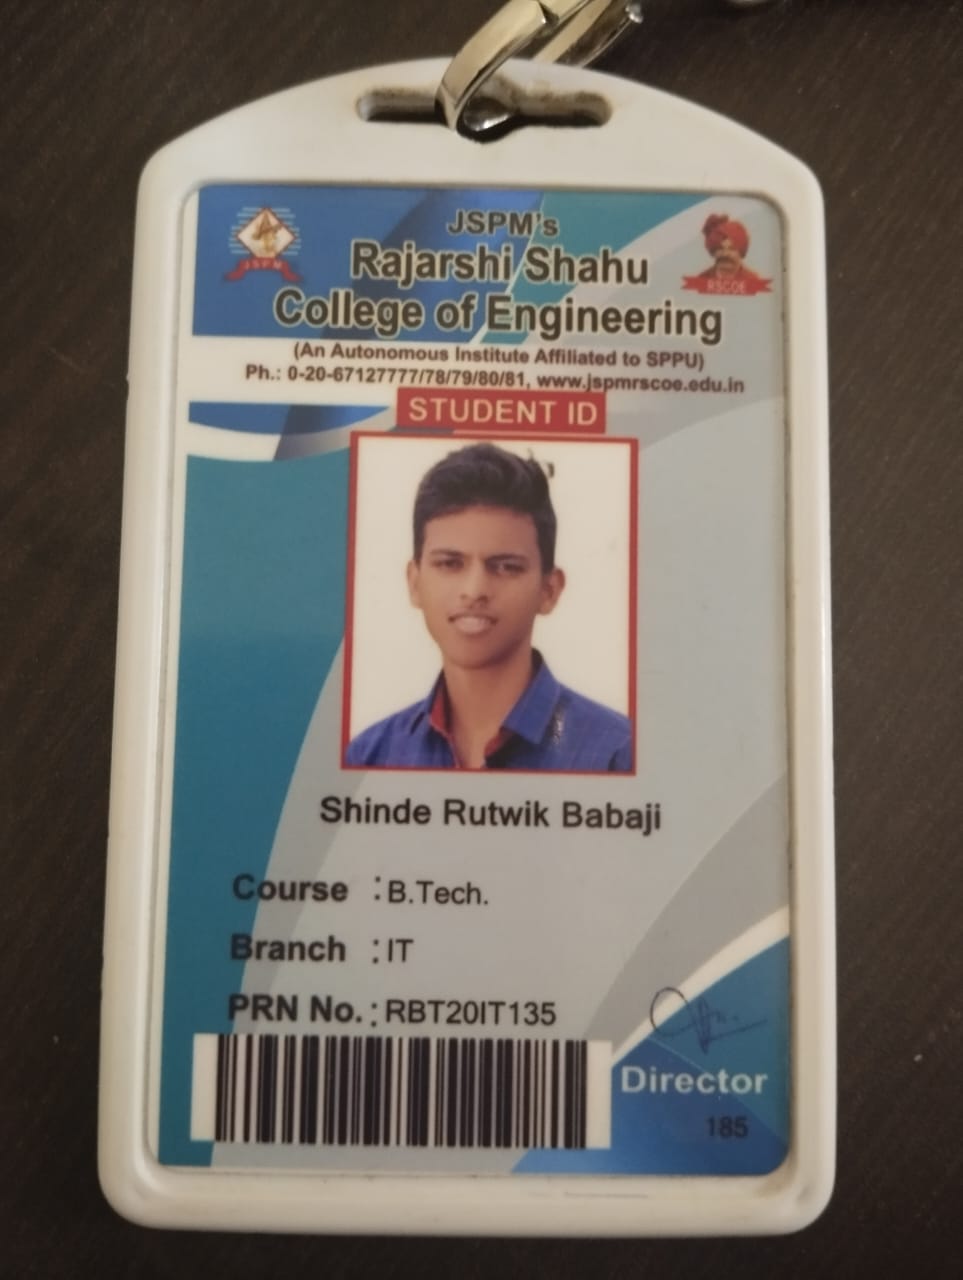 JSPM
JSPM's
Rajarshi Shahu
College of Engineering
RSCOE
(An Autonomous Institute Affiliated to SPPU)
Ph.: 0-20-67127777/78/79/80/81, www.jspmrscoe.edu.in
STUDENT ID
Shinde Rutwik Babaji
Course : B.Tech.
Branch : IT
PRN No. : RBT20IT135
Director
185